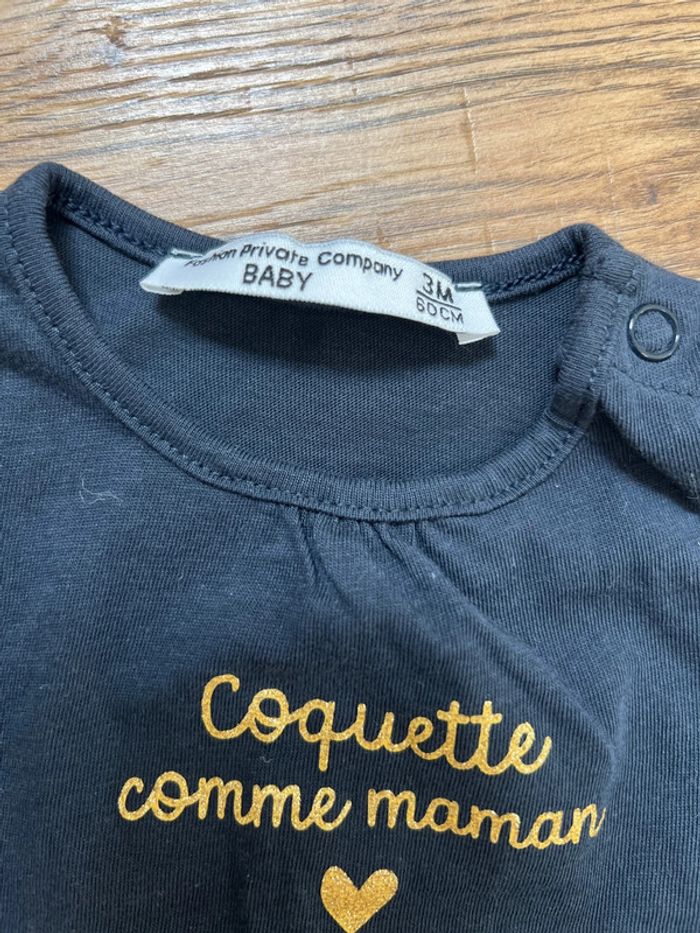 Fashion Private Company
BABY
3M
60CM
Coquette
comme maman